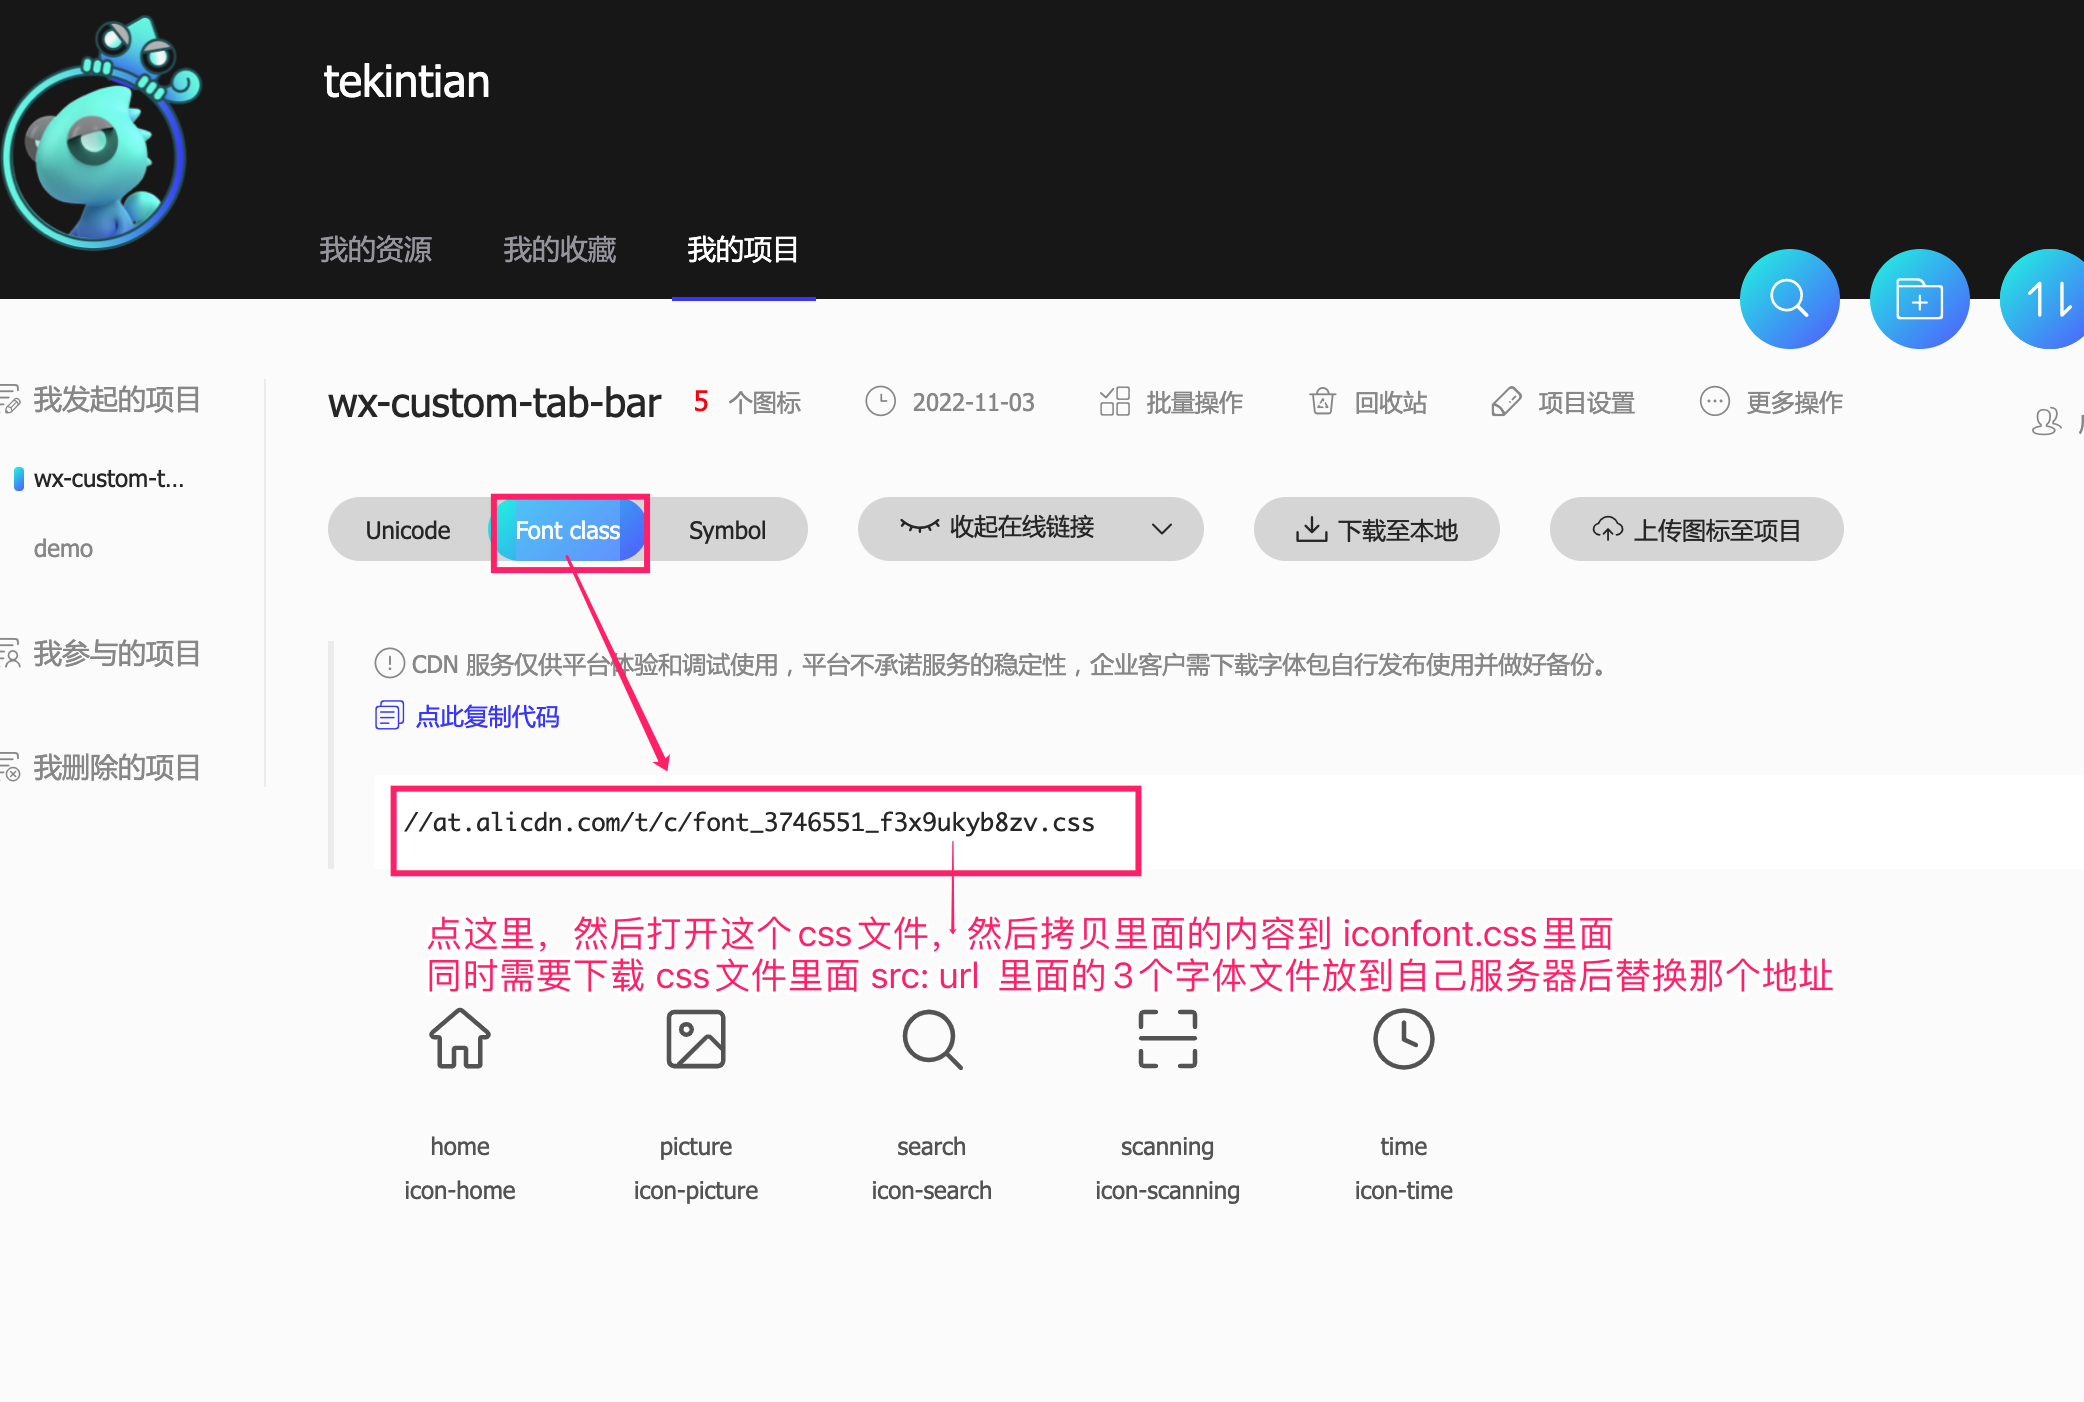 tekintian
我的资源
我的收藏
我的项目
我发起的项目
wx-custom-t...
demo
我参与的项目
我删除的项目
wx-custom-tab-bar
5 个图标
2022-11-03
批量操作
回收站
项目设置
更多操作
Unicode
Font class
Symbol
收起在线链接
下载至本地
上传图标至项目
CDN 服务仅供平台体验和调试使用，平台不承诺服务的稳定性，企业客户需下载字体包自行发布使用并做好备份。
点此复制代码
//at.alicdn.com/t/c/font_3746551_f3x9ukyb8zv.css
点这里，然后打开这个css文件，然后拷贝里面的内容到 iconfont.css里面
同时需要下载 css文件里面 src: url 里面的3个字体文件放到自己服务器后替换那个地址
home
picture
search
scanning
time
icon-home
icon-picture
icon-search
icon-scanning
icon-time